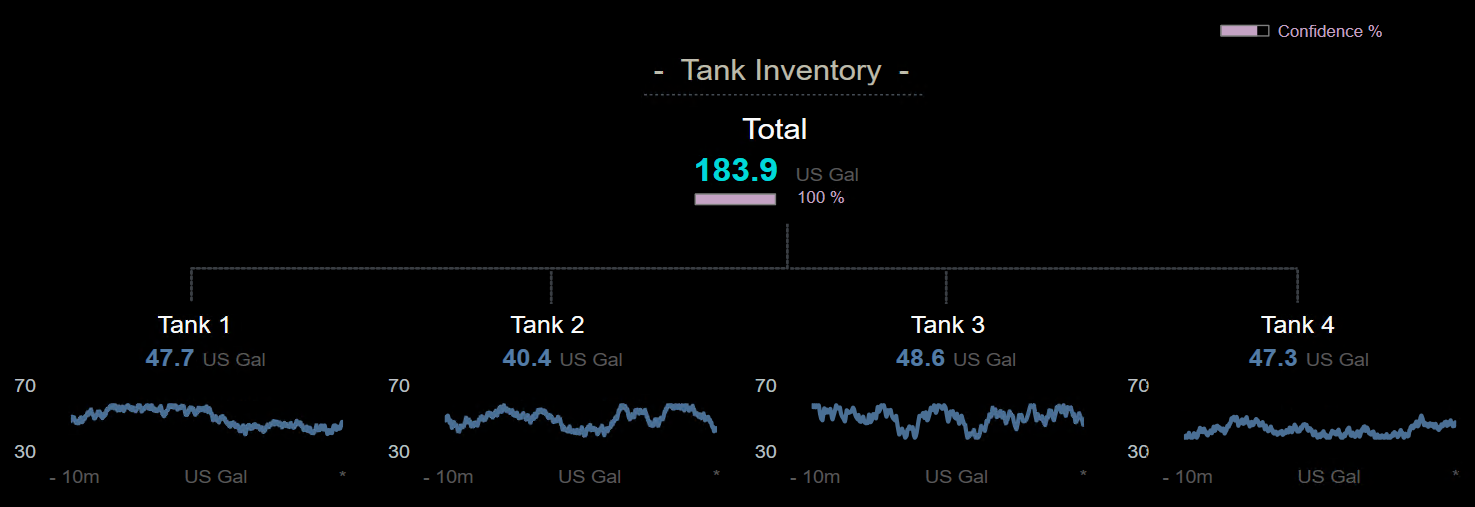 Confidence %
- Tank Inventory -
Total
183.9 US Gal
100 %
Tank 1
47.7 US Gal
70
30
- 10m US Gal *
Tank 2
40.4 US Gal
70
30
- 10m US Gal *
Tank 3
48.6 US Gal
70
30
- 10m US Gal *
Tank 4
47.3 US Gal
70
30
- 10m US Gal *